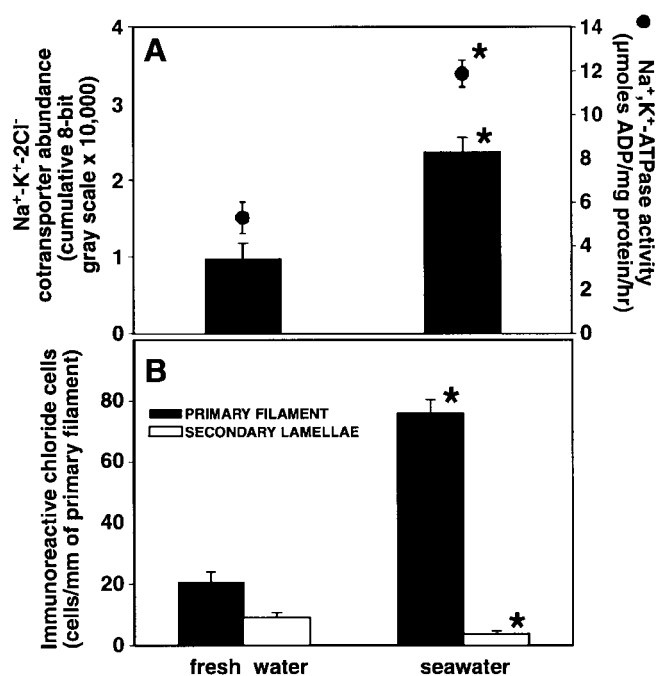 A
Na⁺-K⁺-2Cl⁻
cotransporter abundance
(cumulative 8-bit
gray scale x 10,000)
4
3
2
1
0
14
12
10
8
6
4
2
0
Na⁺,K⁺-ATPase activity
(μmoles ADP/mg protein/hr)
*
*
B
Immunoreactive chloride cells
(cells/mm of primary filament)
80
60
40
20
0
PRIMARY FILAMENT
SECONDARY LAMELLAE
*
*
fresh water
seawater